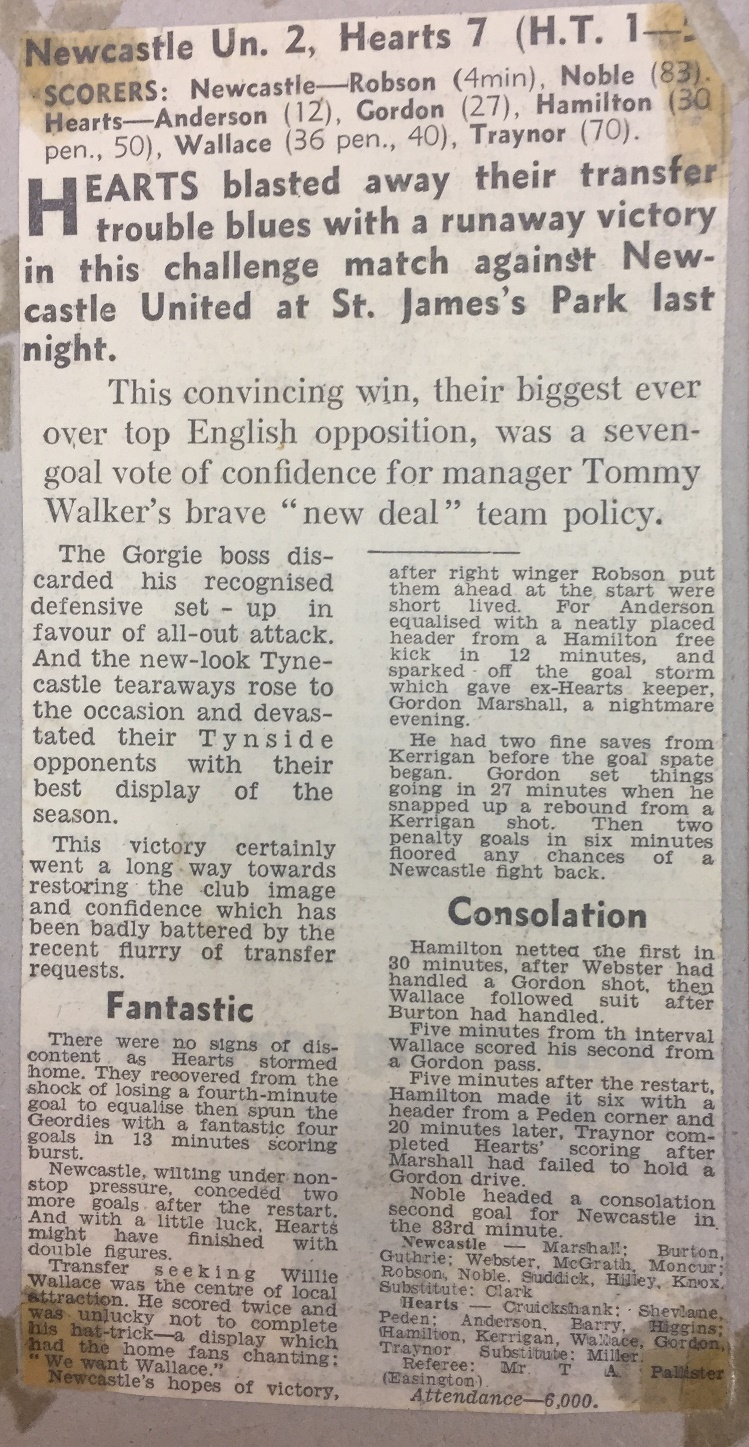 Newcastle Un. 2, Hearts 7 (H.T. 1—
SCORERS: Newcastle—Robson (4min), Noble (83).
Hearts—Anderson (12), Gordon (27), Hamilton (30
pen., 50), Wallace (36 pen., 40), Traynor (70).
HEARTS blasted away their transfer
trouble blues with a runaway victory
in this challenge match against New-
castle United at St. James's Park last
night.
This convincing win, their biggest ever
over top English opposition, was a seven-
goal vote of confidence for manager Tommy
Walker's brave "new deal" team policy.
The Gorgie boss dis-
carded his recognised
defensive set - up in
favour of all-out attack.
And the new-look Tyne-
castle tearaways rose to
the occasion and devas-
tated their Tynside
opponents with their
best display of the
season.
This victory certainly
went a long way towards
restoring the club image
and confidence which has
been badly battered by the
recent flurry of transfer
requests.
Fantastic
There were no signs of dis-
content as Hearts stormed
home. They recovered from the
shock of losing a fourth-minute
goal to equalise then spun the
Geordies with a fantastic four
goals in 13 minutes scoring
burst.
Newcastle, wilting under non-
stop pressure, conceded two
more goals after the restart.
And with a little luck, Hearts
might have finished with
double figures.
Transfer seeking Willie
Wallace was the centre of local
attraction. He scored twice and
was unlucky not to complete
his hat-trick—a display which
had the home fans chanting:
"We want Wallace."
Newcastle's hopes of victory,
after right winger Robson put
them ahead at the start were
short lived. For Anderson
equalised with a neatly placed
header from a Hamilton free
kick in 12 minutes, and
sparked off the goal storm
which gave ex-Hearts keeper,
Gordon Marshall, a nightmare
evening.
He had two fine saves from
Kerrigan before the goal spate
began. Gordon set things
going in 27 minutes when he
snapped up a rebound from a
Kerrigan shot. Then two
penalty goals in six minutes
floored any chances of a
Newcastle fight back.
Consolation
Hamilton netted the first in
30 minutes, after Webster had
handled a Gordon shot, then
Wallace followed suit after
Burton had handled.
Five minutes from th interval
Wallace scored his second from
a Gordon pass.
Five minutes after the restart,
Hamilton made it six with a
header from a Peden corner and
20 minutes later, Traynor com-
pleted Hearts' scoring after
Marshall had failed to hold a
Gordon drive.
Noble headed a consolation
second goal for Newcastle in
the 83rd minute.
Newcastle — Marshall; Burton,
Guthrie; Webster, McGrath, Moncur;
Robson, Noble, Suddick, Hilley, Knox.
Substitute: Clark
Hearts — Cruickshank; Shevlane,
Peden; Anderson, Barry, Higgins;
Hamilton, Kerrigan, Wallace, Gordon,
Traynor Substitute: Miller.
Referee: Mr. T A. Pallister
(Easington).
Attendance—6,000.